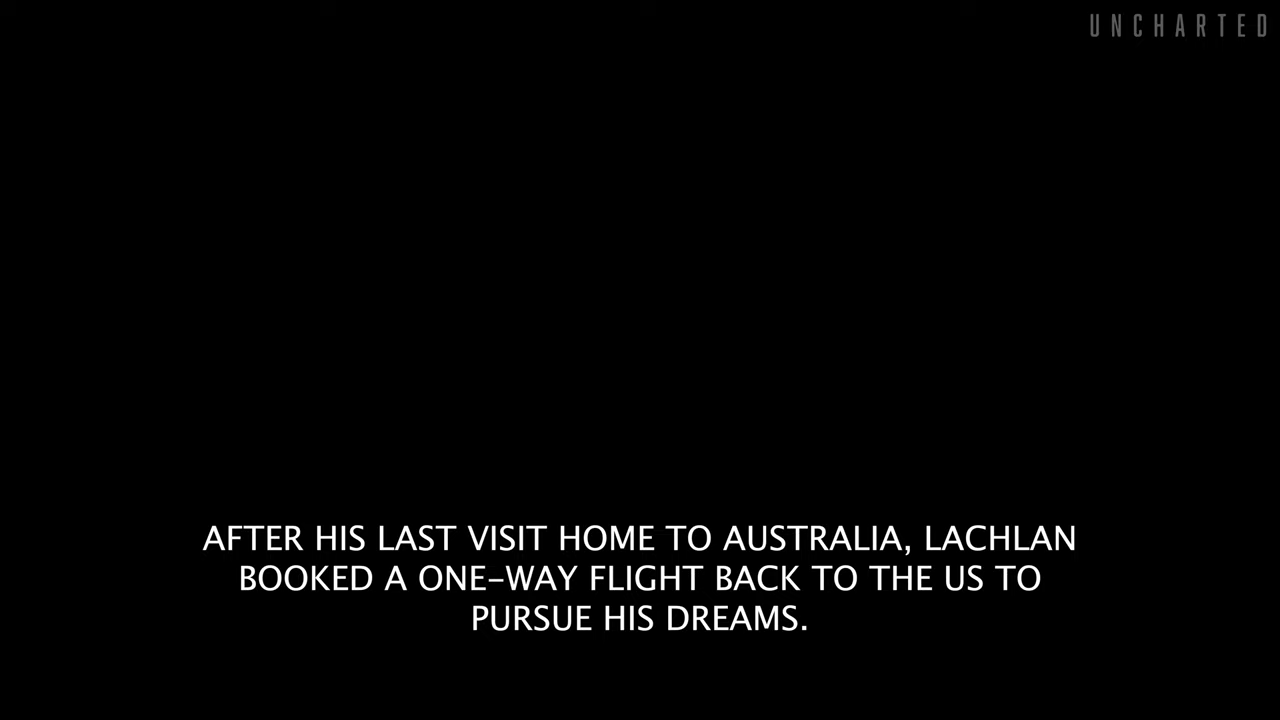 UNCHARTED
AFTER HIS LAST VISIT HOME TO AUSTRALIA, LACHLAN
BOOKED A ONE-WAY FLIGHT BACK TO THE US TO
PURSUE HIS DREAMS.